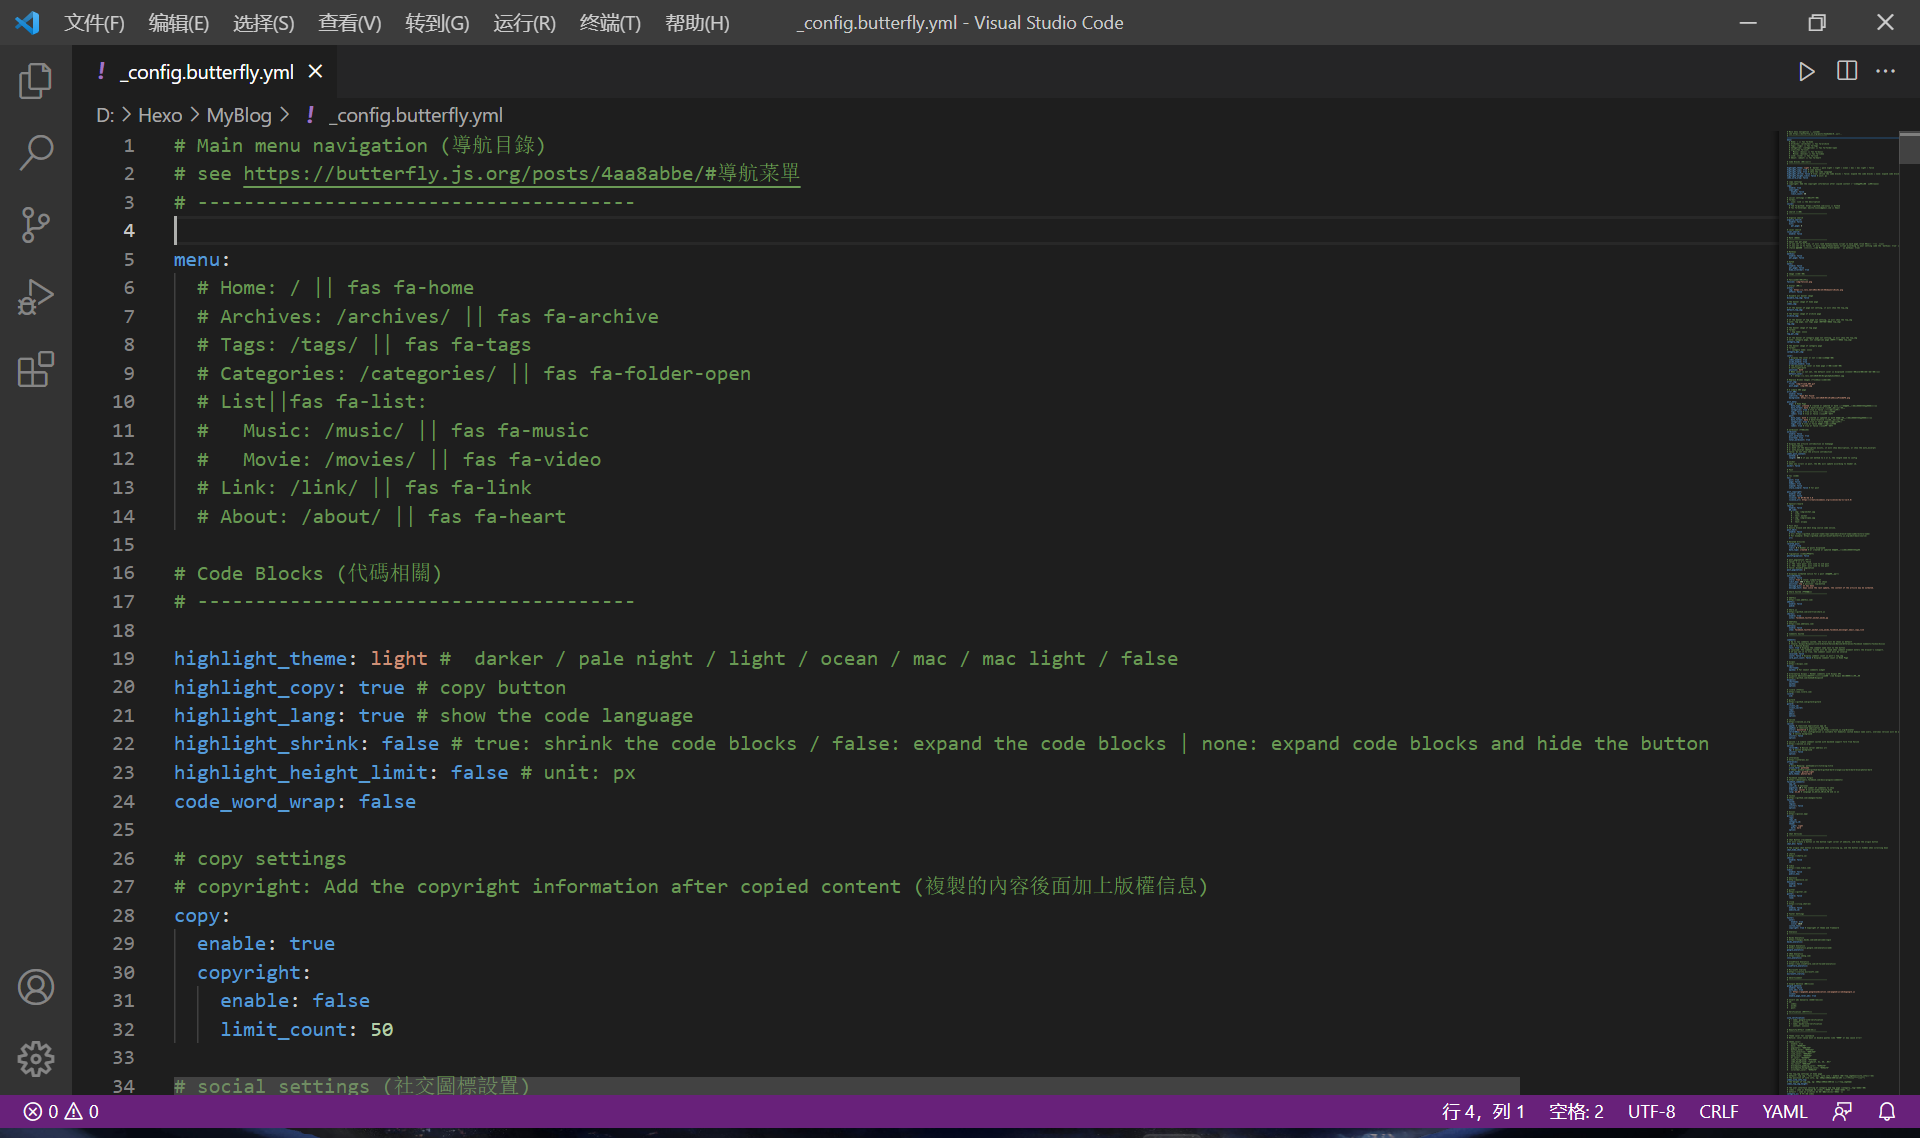 文件(F) 编辑(E) 选择(S) 查看(V) 转到(G) 运行(R) 终端(T) 帮助(H) _config.butterfly.yml - Visual Studio Code
! _config.butterfly.yml
D: > Hexo > MyBlog > ! _config.butterfly.yml
1 # Main menu navigation (導航目錄)
2 # see https://butterfly.js.org/posts/4aa8abbe/#導航菜單
3 # --------------------------------------
4
5 menu:
6 # Home: / || fas fa-home
7 # Archives: /archives/ || fas fa-archive
8 # Tags: /tags/ || fas fa-tags
9 # Categories: /categories/ || fas fa-folder-open
10 # List||fas fa-list:
11 #   Music: /music/ || fas fa-music
12 #   Movie: /movies/ || fas fa-video
13 # Link: /link/ || fas fa-link
14 # About: /about/ || fas fa-heart
15
16 # Code Blocks (代碼相關)
17 # --------------------------------------
18
19 highlight_theme: light #  darker / pale night / light / ocean / mac / mac light / false
20 highlight_copy: true # copy button
21 highlight_lang: true # show the code language
22 highlight_shrink: false # true: shrink the code blocks / false: expand the code blocks | none: expand code blocks and hide the button
23 highlight_height_limit: false # unit: px
24 code_word_wrap: false
25
26 # copy settings
27 # copyright: Add the copyright information after copied content (複製的內容後面加上版權信息)
28 copy:
29 enable: true
30 copyright:
31 enable: false
32 limit_count: 50
33
34 # social settings (社交圖標設置)
0 0 行 4，列 1 空格: 2 UTF-8 CRLF YAML